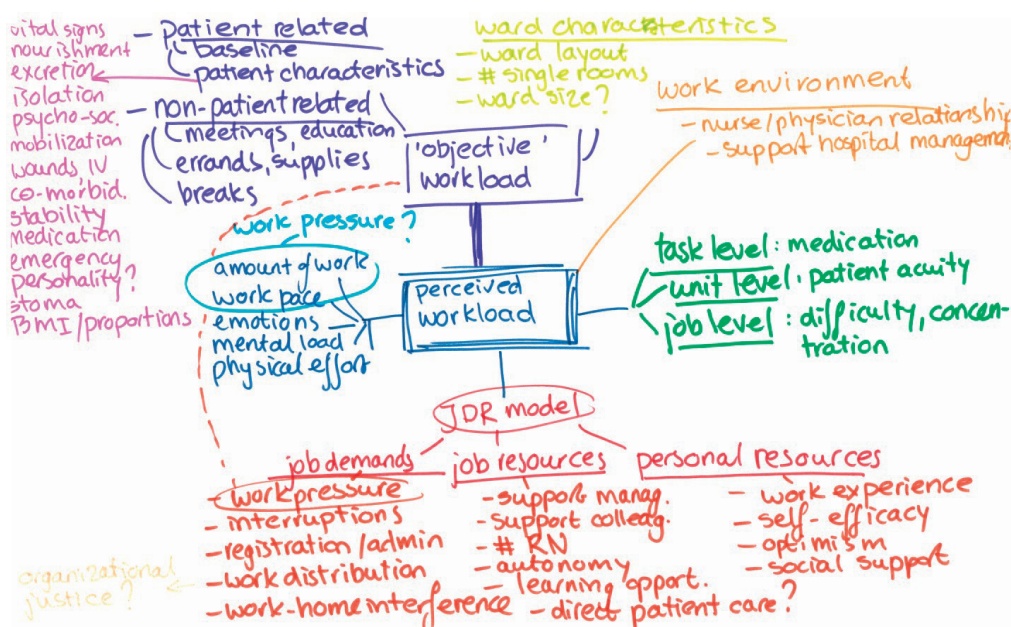 vital signs
nourishment
excretion
isolation
psycho-soc.
mobilization
wounds IV
co-morbid.
stability
medication
emergency
personality?
stoma
BMI/proportions
- patient related
baseline
patient characteristics
- non-patient related
meetings, education
errands, supplies
breaks
ward characteristics
- ward layout
- # single rooms
- ward size?
work environment
- nurse/physician relationship
- support hospital managem
'objective'
workload
work pressure?
amount of work
work pace
emotions
mental load
physical effort
perceived
workload
task level: medication
unit level: patient acuity
job level: difficulty, concen-
tration
JDR model
job demands
- work pressure
- interruptions
- registration/admin
- work distribution
- work-home interference
organizational
justice?
job resources
- support manag.
- support colleag.
- # RN
- autonomy
- learning opport.
- direct patient care?
personal resources
- work experience
- self-efficacy
- optimism
- social support